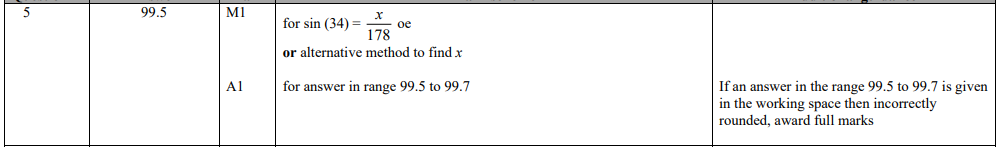 5 99.5 M1 for sin (34) = x/178 oe
or alternative method to find x
A1 for answer in range 99.5 to 99.7 If an answer in the range 99.5 to 99.7 is given
in the working space then incorrectly
rounded, award full marks